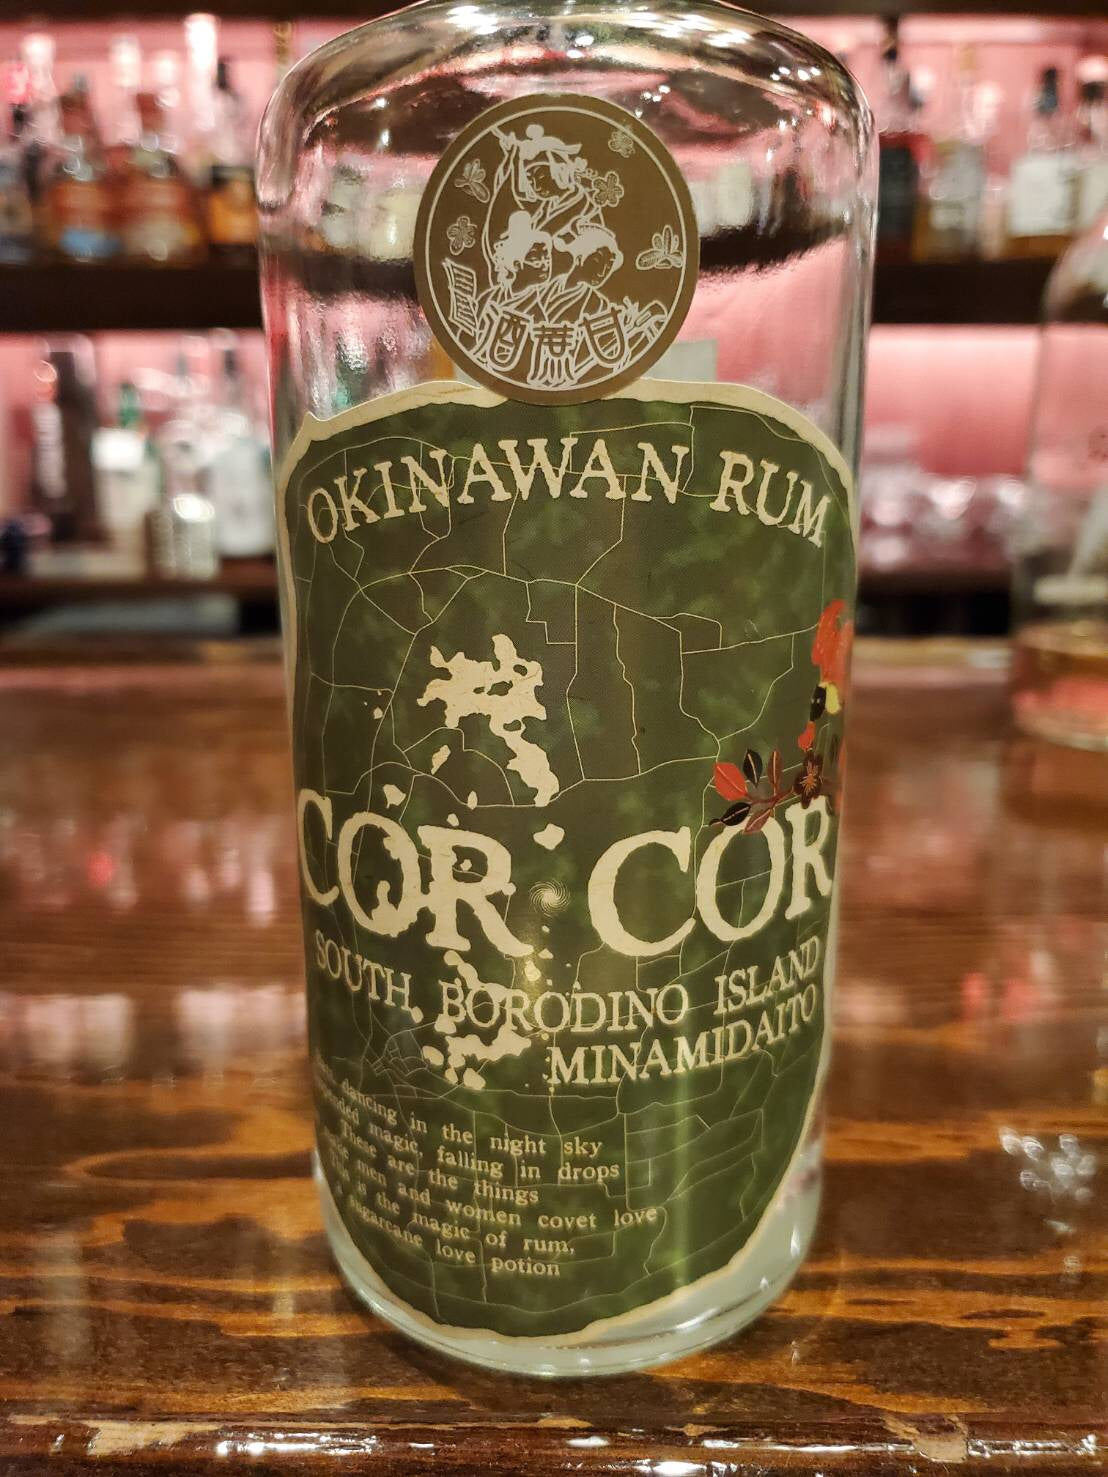 酒蔗甘
OKINAWAN RUM
COR COR
SOUTH BORODINO ISLAND
MINAMIDAITO
dancing in the night sky
magic, falling in drops
These are the things
men and women covet love
is the magic of rum,
sugarcane love potion